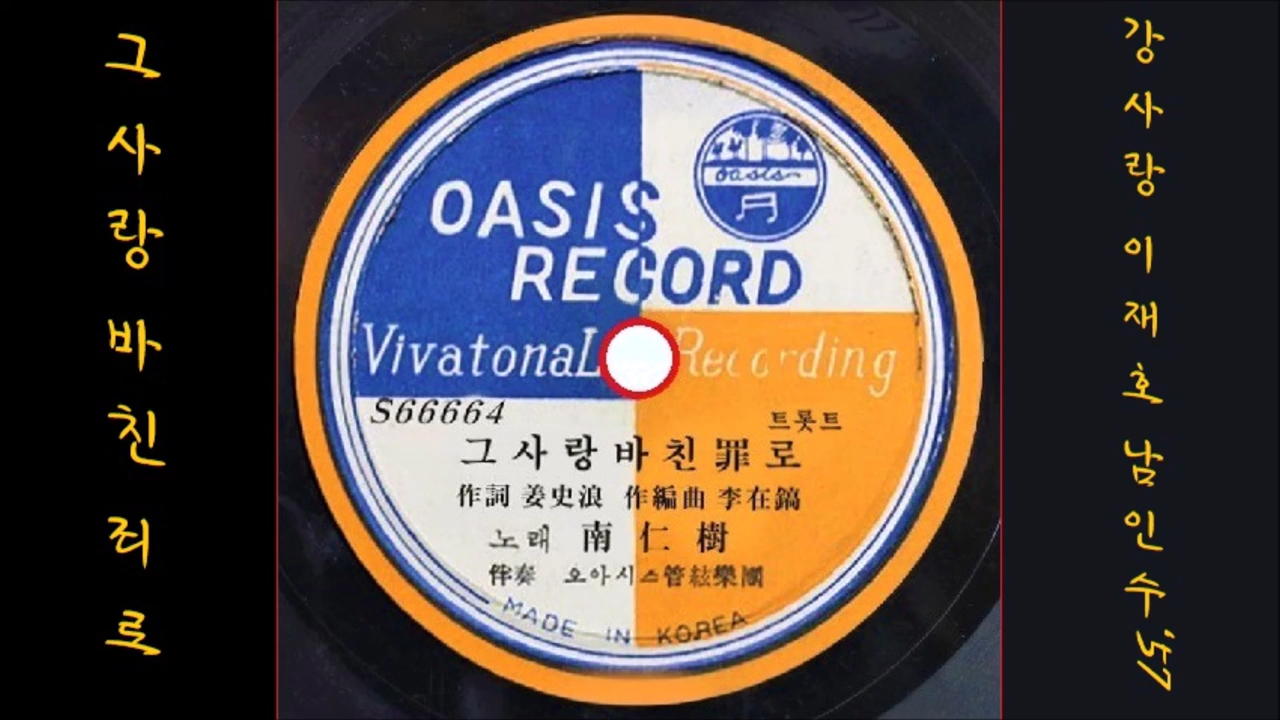 그사랑바친죄로
OASIS
RECORD
oasis
VivatonaL Recording
S66664
트롯트
그사랑바친罪로
作詞 姜史浪 作編曲 李在鎬
노래 南仁樹
伴奏 오아시스管絃樂團
MADE IN KOREA
강사랑이재호남인수